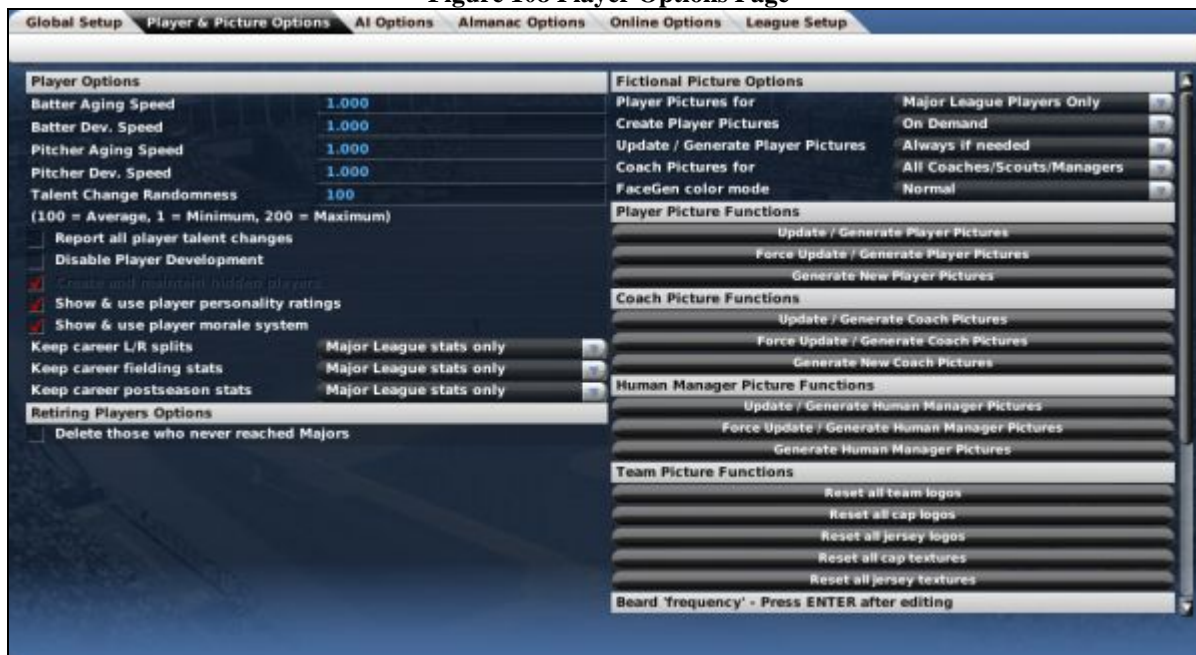 Figure 108 Player Options Page
Global Setup Player & Picture Options AI Options Almanac Options Online Options League Setup
Player Options
Batter Aging Speed 1.000
Batter Dev. Speed 1.000
Pitcher Aging Speed 1.000
Pitcher Dev. Speed 1.000
Talent Change Randomness 100
(100 = Average, 1 = Minimum, 200 = Maximum)
Report all player talent changes
Disable Player Development
Create and maintain hidden players
Show & use player personality ratings
Show & use player morale system
Keep career L/R splits Major League stats only
Keep career fielding stats Major League stats only
Keep career postseason stats Major League stats only
Retiring Players Options
Delete those who never reached Majors
Fictional Picture Options
Player Pictures for Major League Players Only
Create Player Pictures On Demand
Update / Generate Player Pictures Always if needed
Coach Pictures for All Coaches/Scouts/Managers
FaceGen color mode Normal
Player Picture Functions
Update / Generate Player Pictures
Force Update / Generate Player Pictures
Generate New Player Pictures
Coach Picture Functions
Update / Generate Coach Pictures
Force Update / Generate Coach Pictures
Generate New Coach Pictures
Human Manager Picture Functions
Update / Generate Human Manager Pictures
Force Update / Generate Human Manager Pictures
Generate Human Manager Pictures
Team Picture Functions
Reset all team logos
Reset all cap logos
Reset all jersey logos
Reset all cap textures
Reset all jersey textures
Beard 'frequency' - Press ENTER after editing